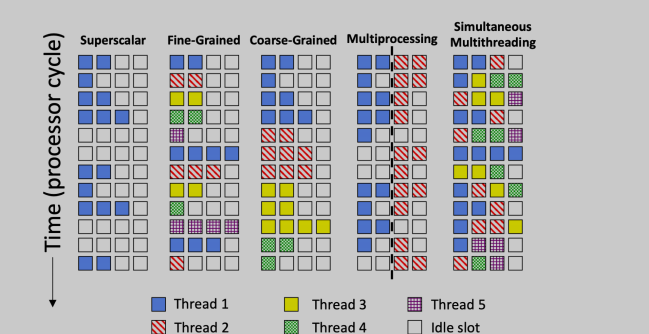 Superscalar
Fine-Grained
Coarse-Grained
Multiprocessing
Simultaneous
Multithreading
Time (processor cycle)
Thread 1
Thread 3
Thread 5
Thread 2
Thread 4
Idle slot